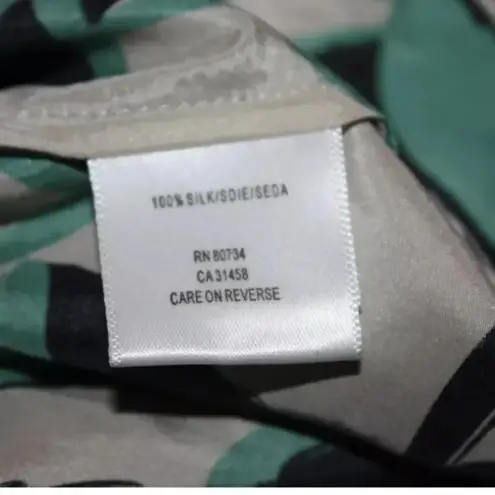 100% SILK/SOIE/SEDA
RN 80734
CA 31458
CARE ON REVERSE